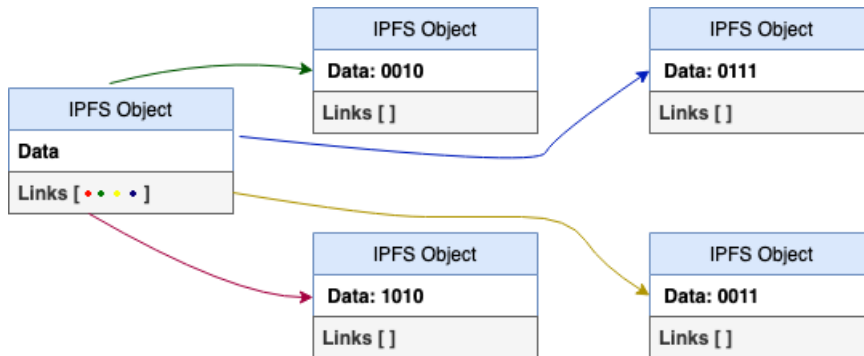 IPFS Object
Data
Links [ ]
IPFS Object
Data: 0010
Links [ ]
IPFS Object
Data: 0111
Links [ ]
IPFS Object
Data: 1010
Links [ ]
IPFS Object
Data: 0011
Links [ ]